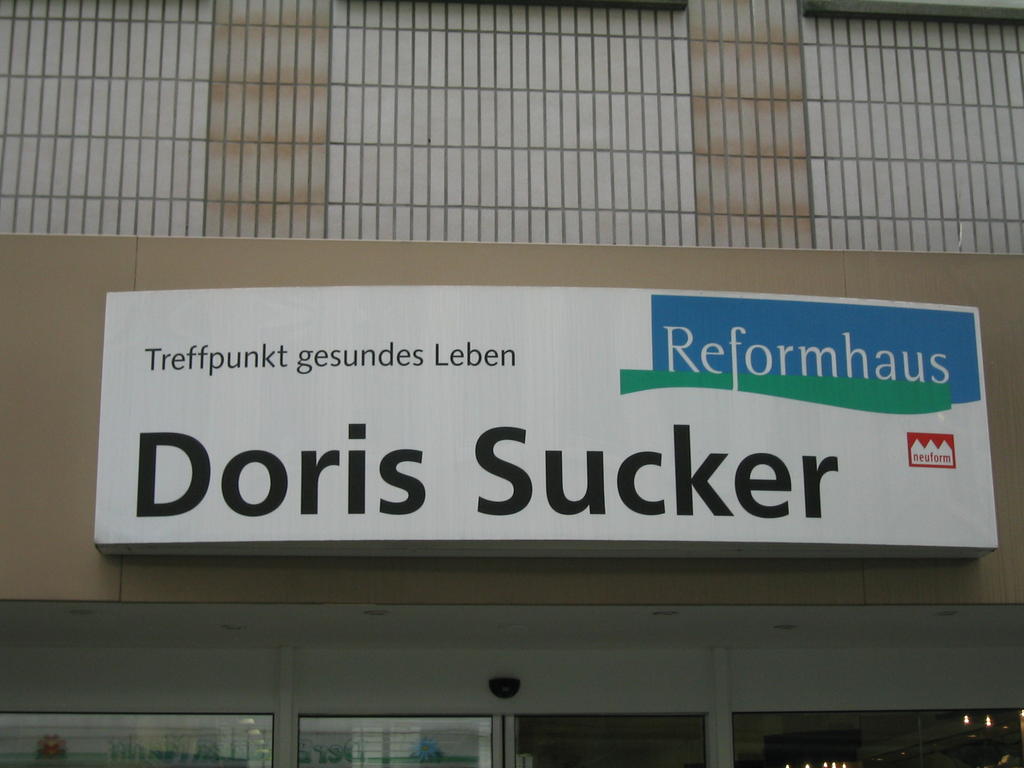 Treffpunkt gesundes Leben
Reformhaus
Doris Sucker
neuform